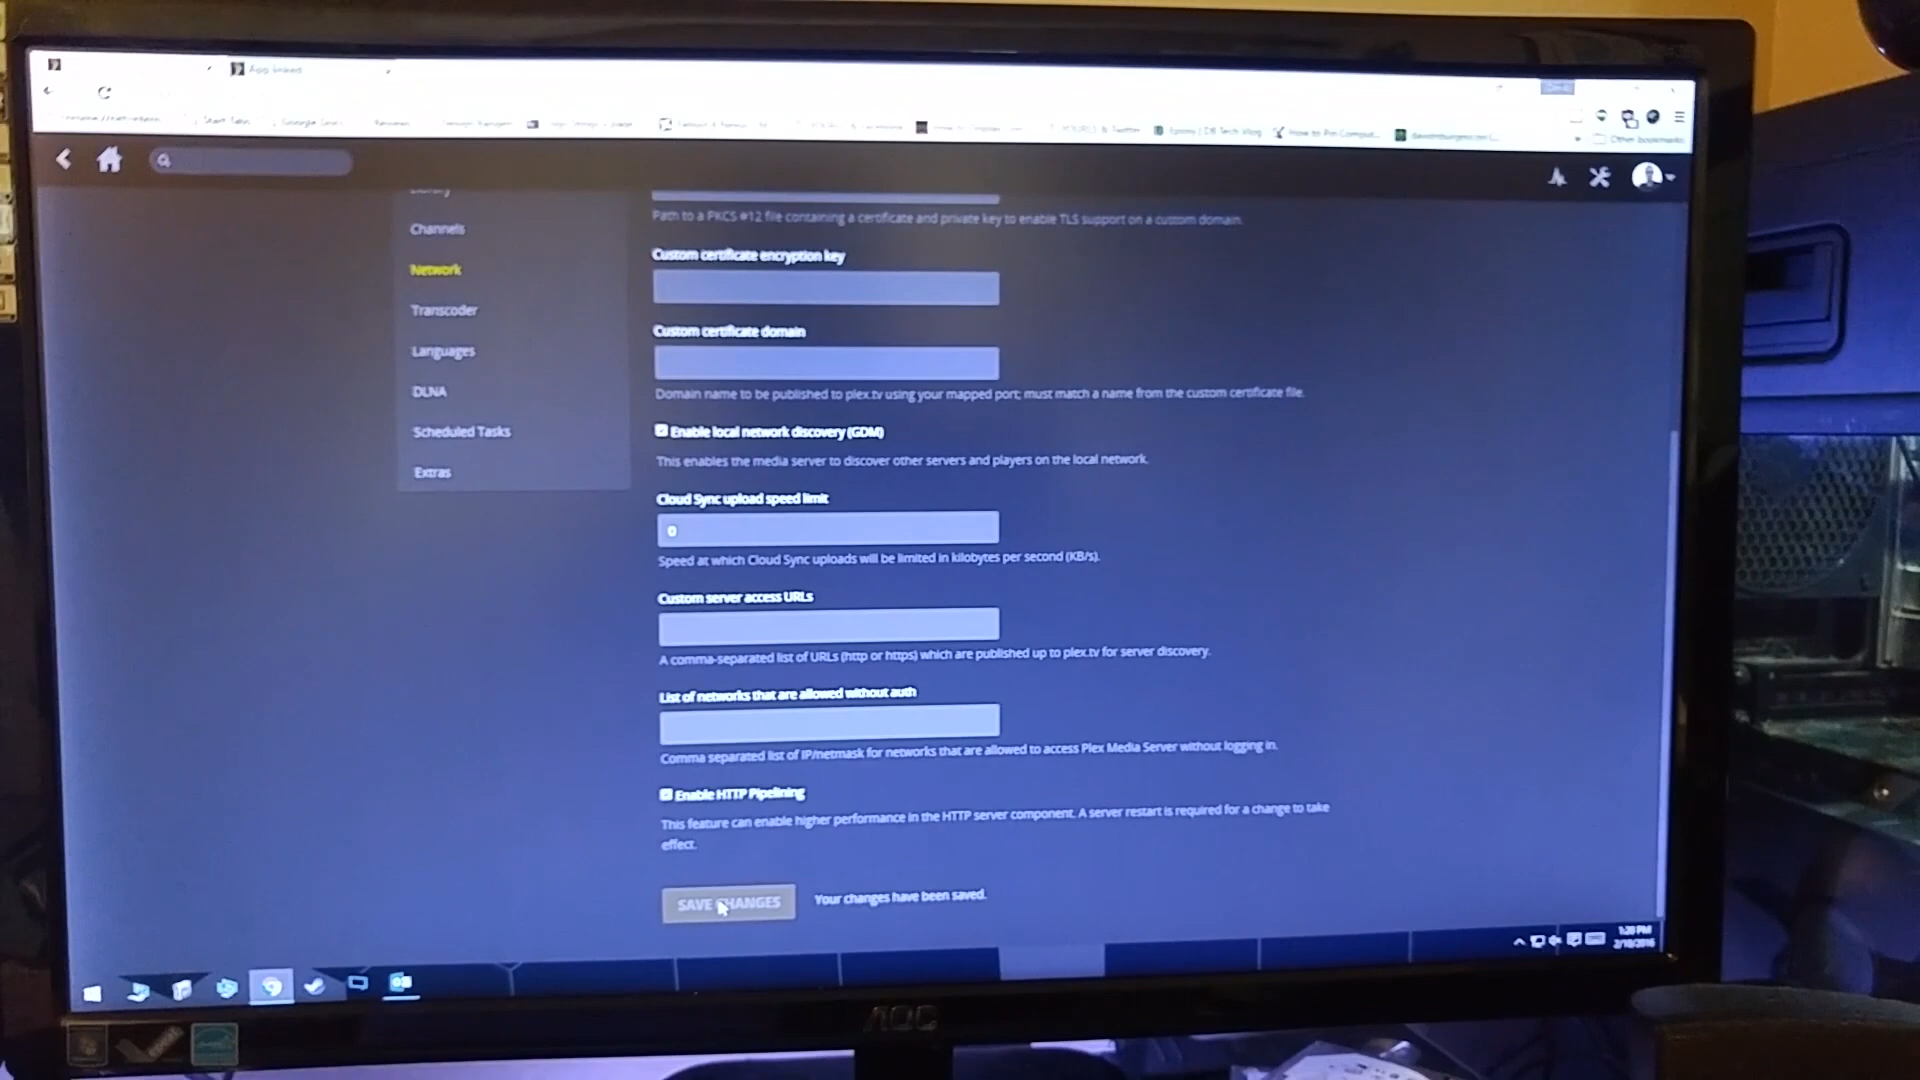 App linked
Other bookmarks
Library
Channels
Network
Transcoder
Languages
DLNA
Scheduled Tasks
Extras
Path to a PKCS #12 file containing a certificate and private key to enable TLS support on a custom domain.
Custom certificate encryption key
Custom certificate domain
Domain name to be published to plex.tv using your mapped port; must match a name from the custom certificate file.
Enable local network discovery (GDM)
This enables the media server to discover other servers and players on the local network.
Cloud Sync upload speed limit
0
Speed at which Cloud Sync uploads will be limited in kilobytes per second (KB/s).
Custom server access URLs
A comma-separated list of URLs (http or https) which are published up to plex.tv for server discovery.
List of networks that are allowed without auth
Comma separated list of IP/netmask for networks that are allowed to access Plex Media Server without logging in.
Enable HTTP Pipelining
This feature can enable higher performance in the HTTP server component. A server restart is required for a change to take
effect.
SAVE CHANGES
Your changes have been saved.
AOC